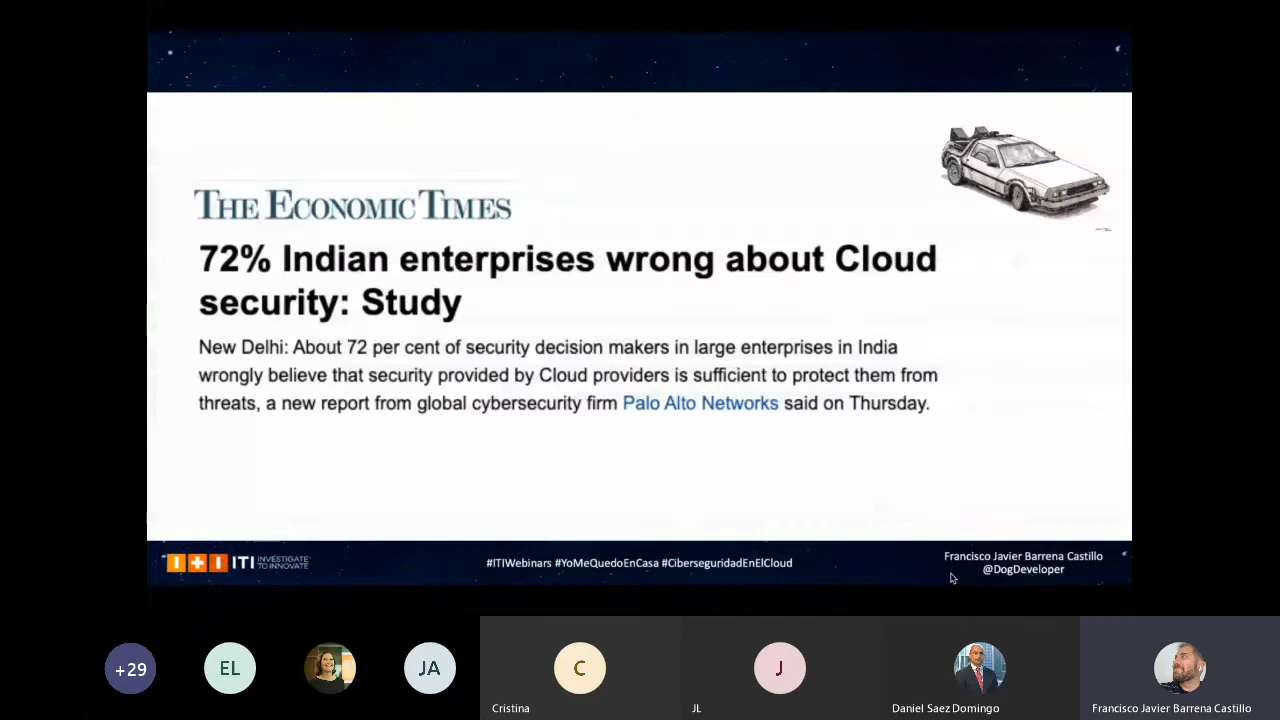 THE ECONOMIC TIMES
72% Indian enterprises wrong about Cloud
security: Study
New Delhi: About 72 per cent of security decision makers in large enterprises in India
wrongly believe that security provided by Cloud providers is sufficient to protect them from
threats, a new report from global cybersecurity firm Palo Alto Networks said on Thursday.
I+I ITI INVESTIGATE
TO INNOVATE
#ITIWebinars #YoMeQuedoEnCasa #CiberseguridadEnElCloud
Francisco Javier Barrena Castillo
@DogDeveloper
+29
EL
JA
C
J
Cristina
JL
Daniel Saez Domingo
Francisco Javier Barrena Castillo